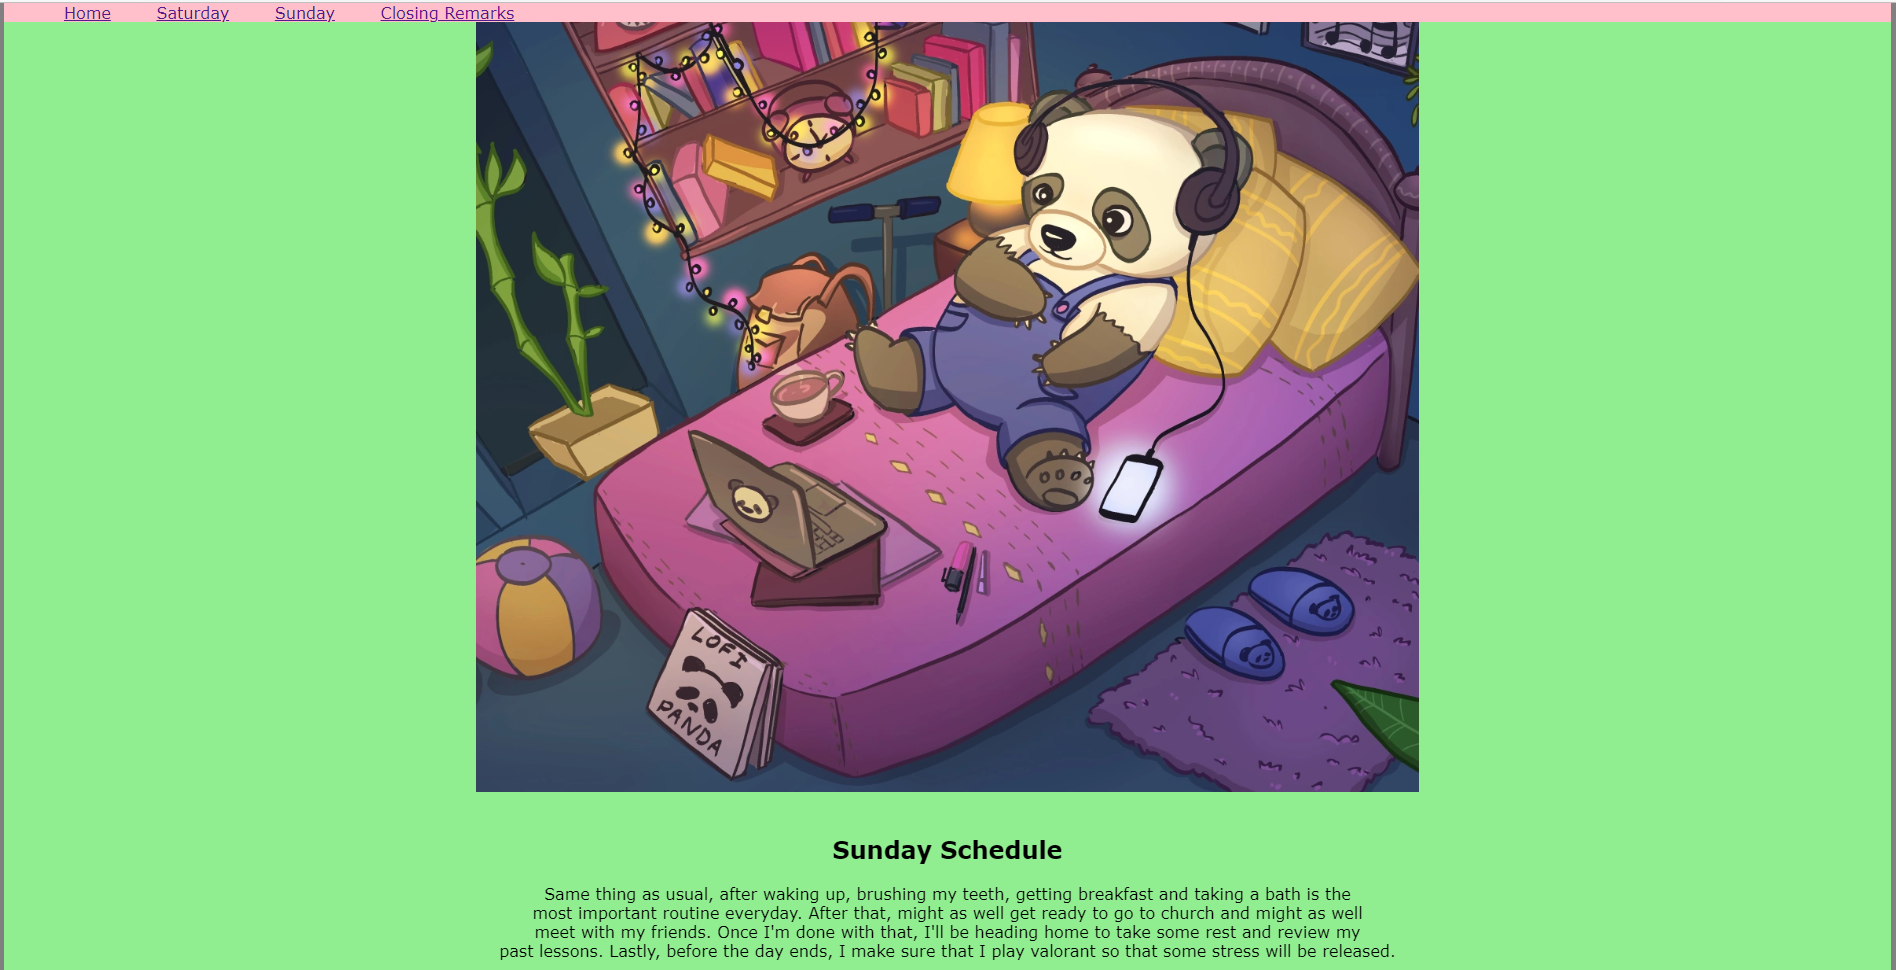 Home Saturday Sunday Closing Remarks
LOFI
PANDA
Sunday Schedule
Same thing as usual, after waking up, brushing my teeth, getting breakfast and taking a bath is the
most important routine everyday. After that, might as well get ready to go to church and might as well
meet with my friends. Once I'm done with that, I'll be heading home to take some rest and review my
past lessons. Lastly, before the day ends, I make sure that I play valorant so that some stress will be released.